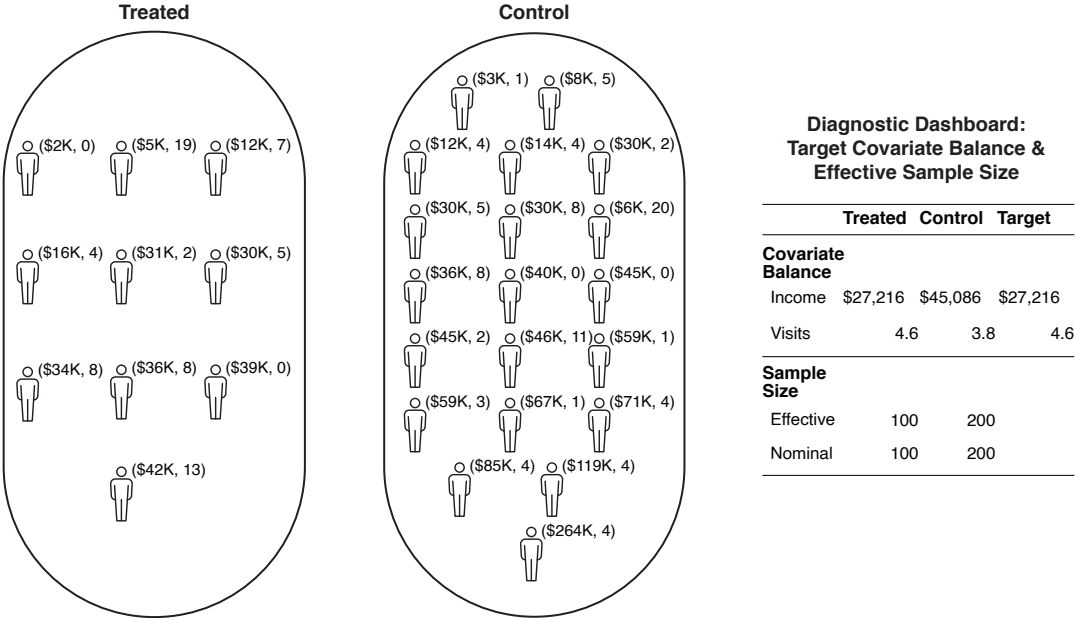 Treated
($2K, 0) ($5K, 19) ($12K, 7)
($16K, 4) ($31K, 2) ($30K, 5)
($34K, 8) ($36K, 8) ($39K, 0)
($42K, 13)
Control
($3K, 1) ($8K, 5)
($12K, 4) ($14K, 4) ($30K, 2)
($30K, 5) ($30K, 8) ($6K, 20)
($36K, 8) ($40K, 0) ($45K, 0)
($45K, 2) ($46K, 11) ($59K, 1)
($59K, 3) ($67K, 1) ($71K, 4)
($85K, 4) ($119K, 4)
($264K, 4)
Diagnostic Dashboard:
Target Covariate Balance &
Effective Sample Size
Treated Control Target
Covariate
Balance
Income $27,216 $45,086 $27,216
Visits 4.6 3.8 4.6
Sample
Size
Effective 100 200
Nominal 100 200